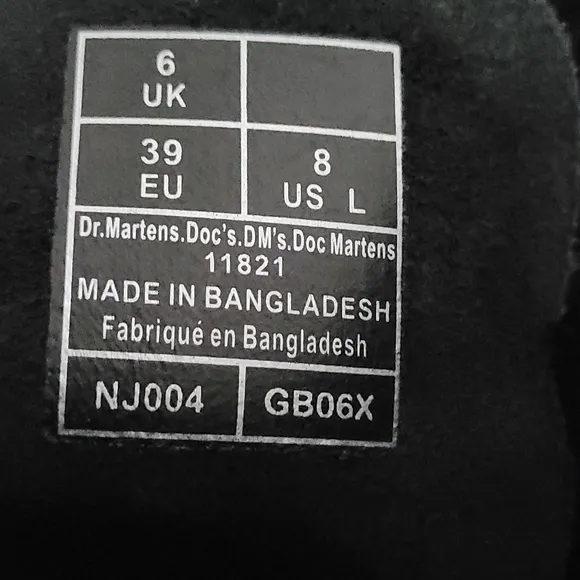 6
UK
39
EU
8
US L
Dr.Martens.Doc's.DM's.Doc Martens
11821
MADE IN BANGLADESH
Fabriqué en Bangladesh
NJ004
GB06X